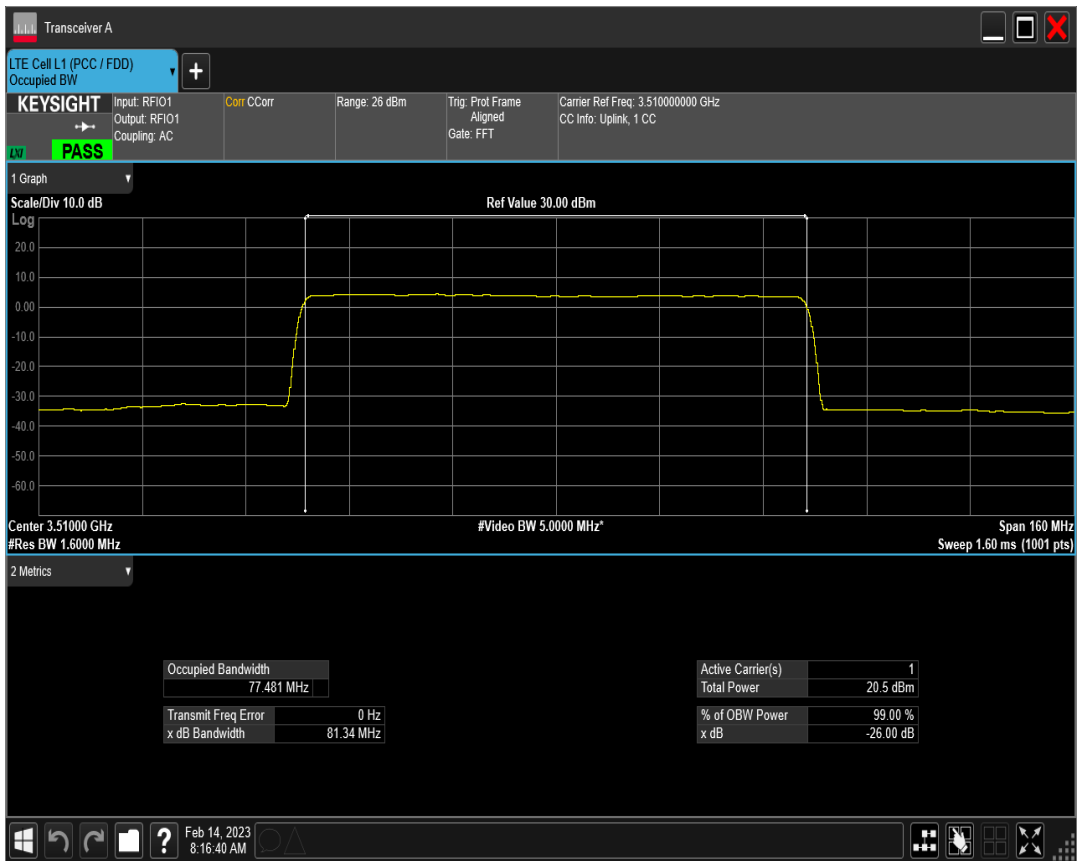 Transceiver A
LTE Cell L1 (PCC / FDD)
Occupied BW
+
KEYSIGHT
LXI
PASS
Input: RFIO1
Output: RFIO1
Coupling: AC
Corr CCorr
Range: 26 dBm
Trig: Prot Frame
Aligned
Gate: FFT
Carrier Ref Freq: 3.510000000 GHz
CC Info: Uplink, 1 CC
1 Graph
Scale/Div 10.0 dB
Ref Value 30.00 dBm
Log
20.0
10.0
0.00
-10.0
-20.0
-30.0
-40.0
-50.0
-60.0
Center 3.51000 GHz
#Video BW 5.0000 MHz*
Span 160 MHz
#Res BW 1.6000 MHz
Sweep 1.60 ms (1001 pts)
2 Metrics
Occupied Bandwidth
77.481 MHz
Transmit Freq Error 0 Hz
x dB Bandwidth 81.34 MHz
Active Carrier(s) 1
Total Power 20.5 dBm
% of OBW Power 99.00 %
x dB -26.00 dB
?
Feb 14, 2023
8:16:40 AM